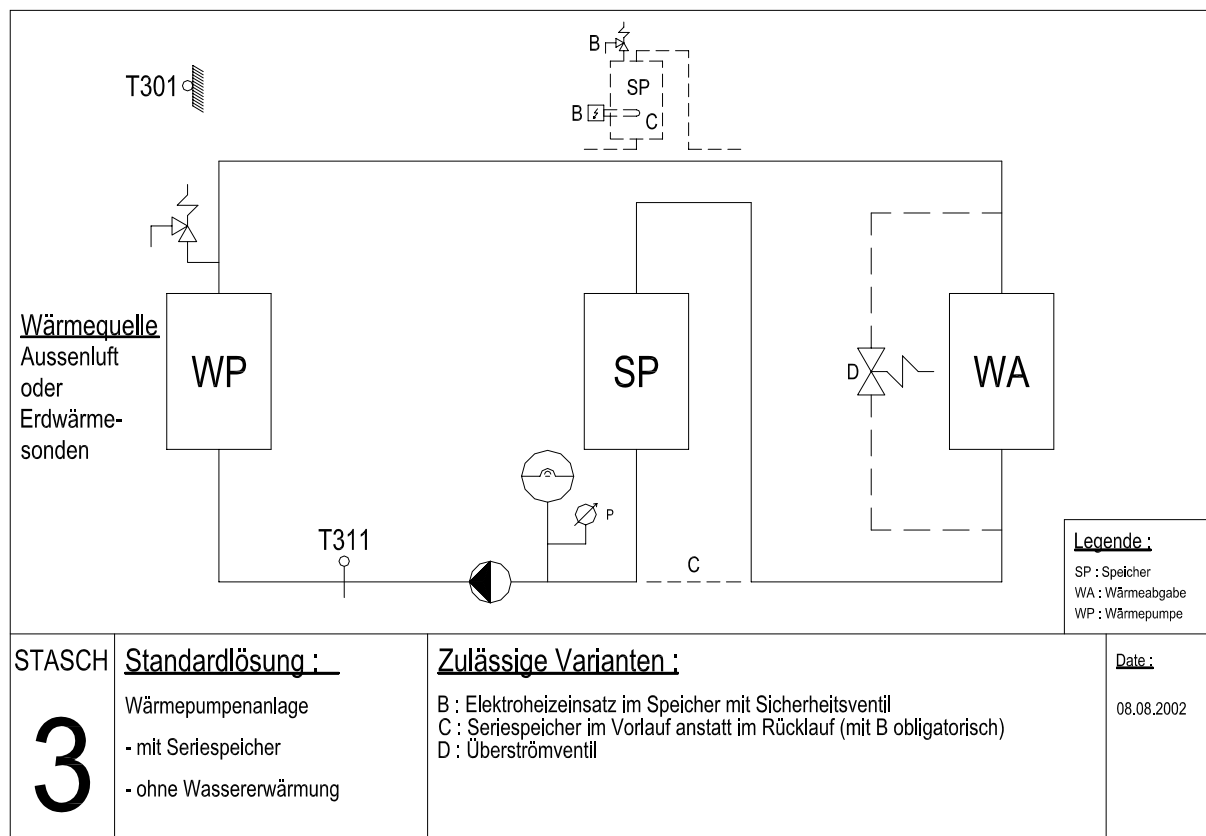 B
T301
SP
B
C
Wärmequelle
Aussenluft
oder
Erdwärme-
sonden
WP
SP
D
WA
P
T311
C
Legende :
SP : Speicher
WA : Wärmeabgabe
WP : Wärmepumpe
STASCH
3
Standardlösung :
Wärmepumpenanlage
- mit Seriespeicher
- ohne Wassererwärmung
Zulässige Varianten :
B : Elektroheizeinsatz im Speicher mit Sicherheitsventil
C : Seriespeicher im Vorlauf anstatt im Rücklauf (mit B obligatorisch)
D : Überströmventil
Date :
08.08.2002